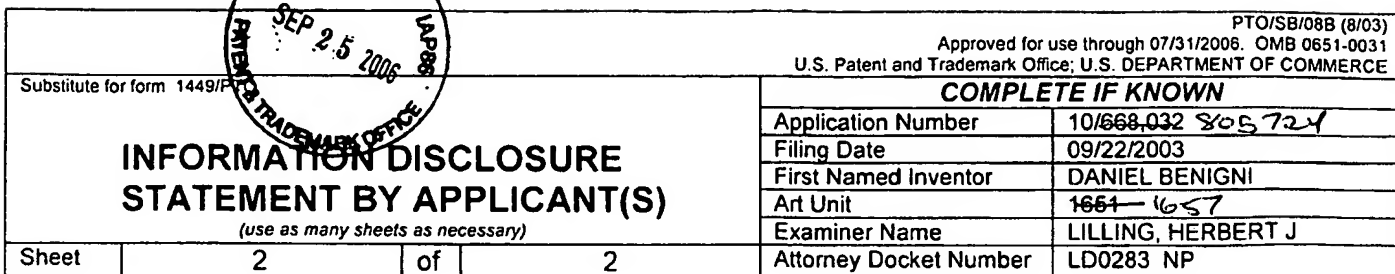 SEP 25 2006
IAP86
PATENT & TRADEMARK OFFICE
PTO/SB/08B (8/03)
Approved for use through 07/31/2006. OMB 0651-0031
U.S. Patent and Trademark Office; U.S. DEPARTMENT OF COMMERCE
Substitute for form 1449/P
COMPLETE IF KNOWN
INFORMATION DISCLOSURE
STATEMENT BY APPLICANT(S)
(use as many sheets as necessary)
Application Number 10/668,032 805724
Filing Date 09/22/2003
First Named Inventor DANIEL BENIGNI
Art Unit 1651 1657
Examiner Name LILLING, HERBERT J
Sheet 2 of 2 Attorney Docket Number LD0283 NP